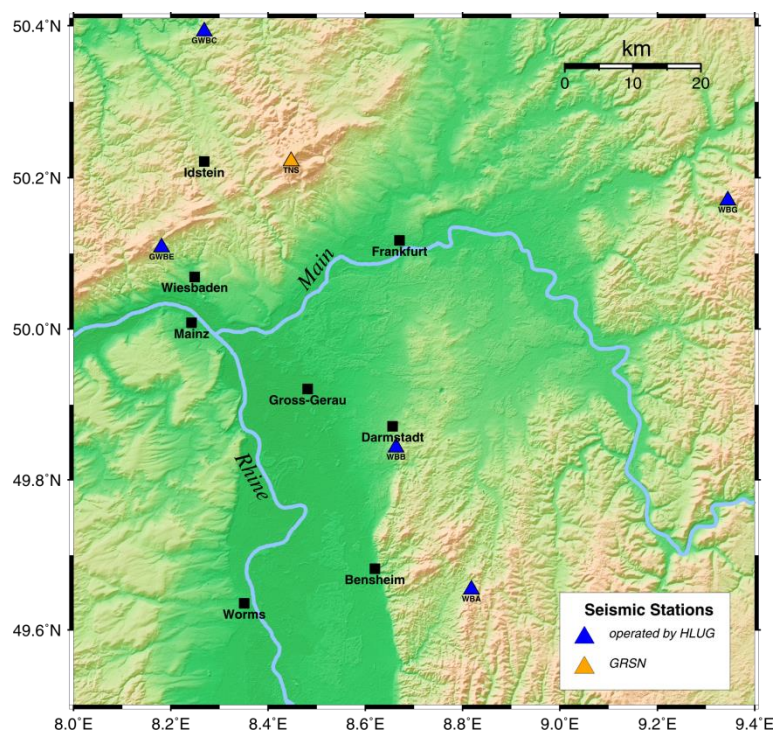 50.4°N
GWBC
km
0 10 20
50.2°N
Idstein
TNS
WBG
GWBE
Frankfurt
Main
Wiesbaden
50.0°N
Mainz
Gross-Gerau
Darmstadt
WBB
Rhine
49.8°N
Bensheim
WBA
Worms
49.6°N
Seismic Stations
operated by HLUG
GRSN
8.0°E 8.2°E 8.4°E 8.6°E 8.8°E 9.0°E 9.2°E 9.4°E